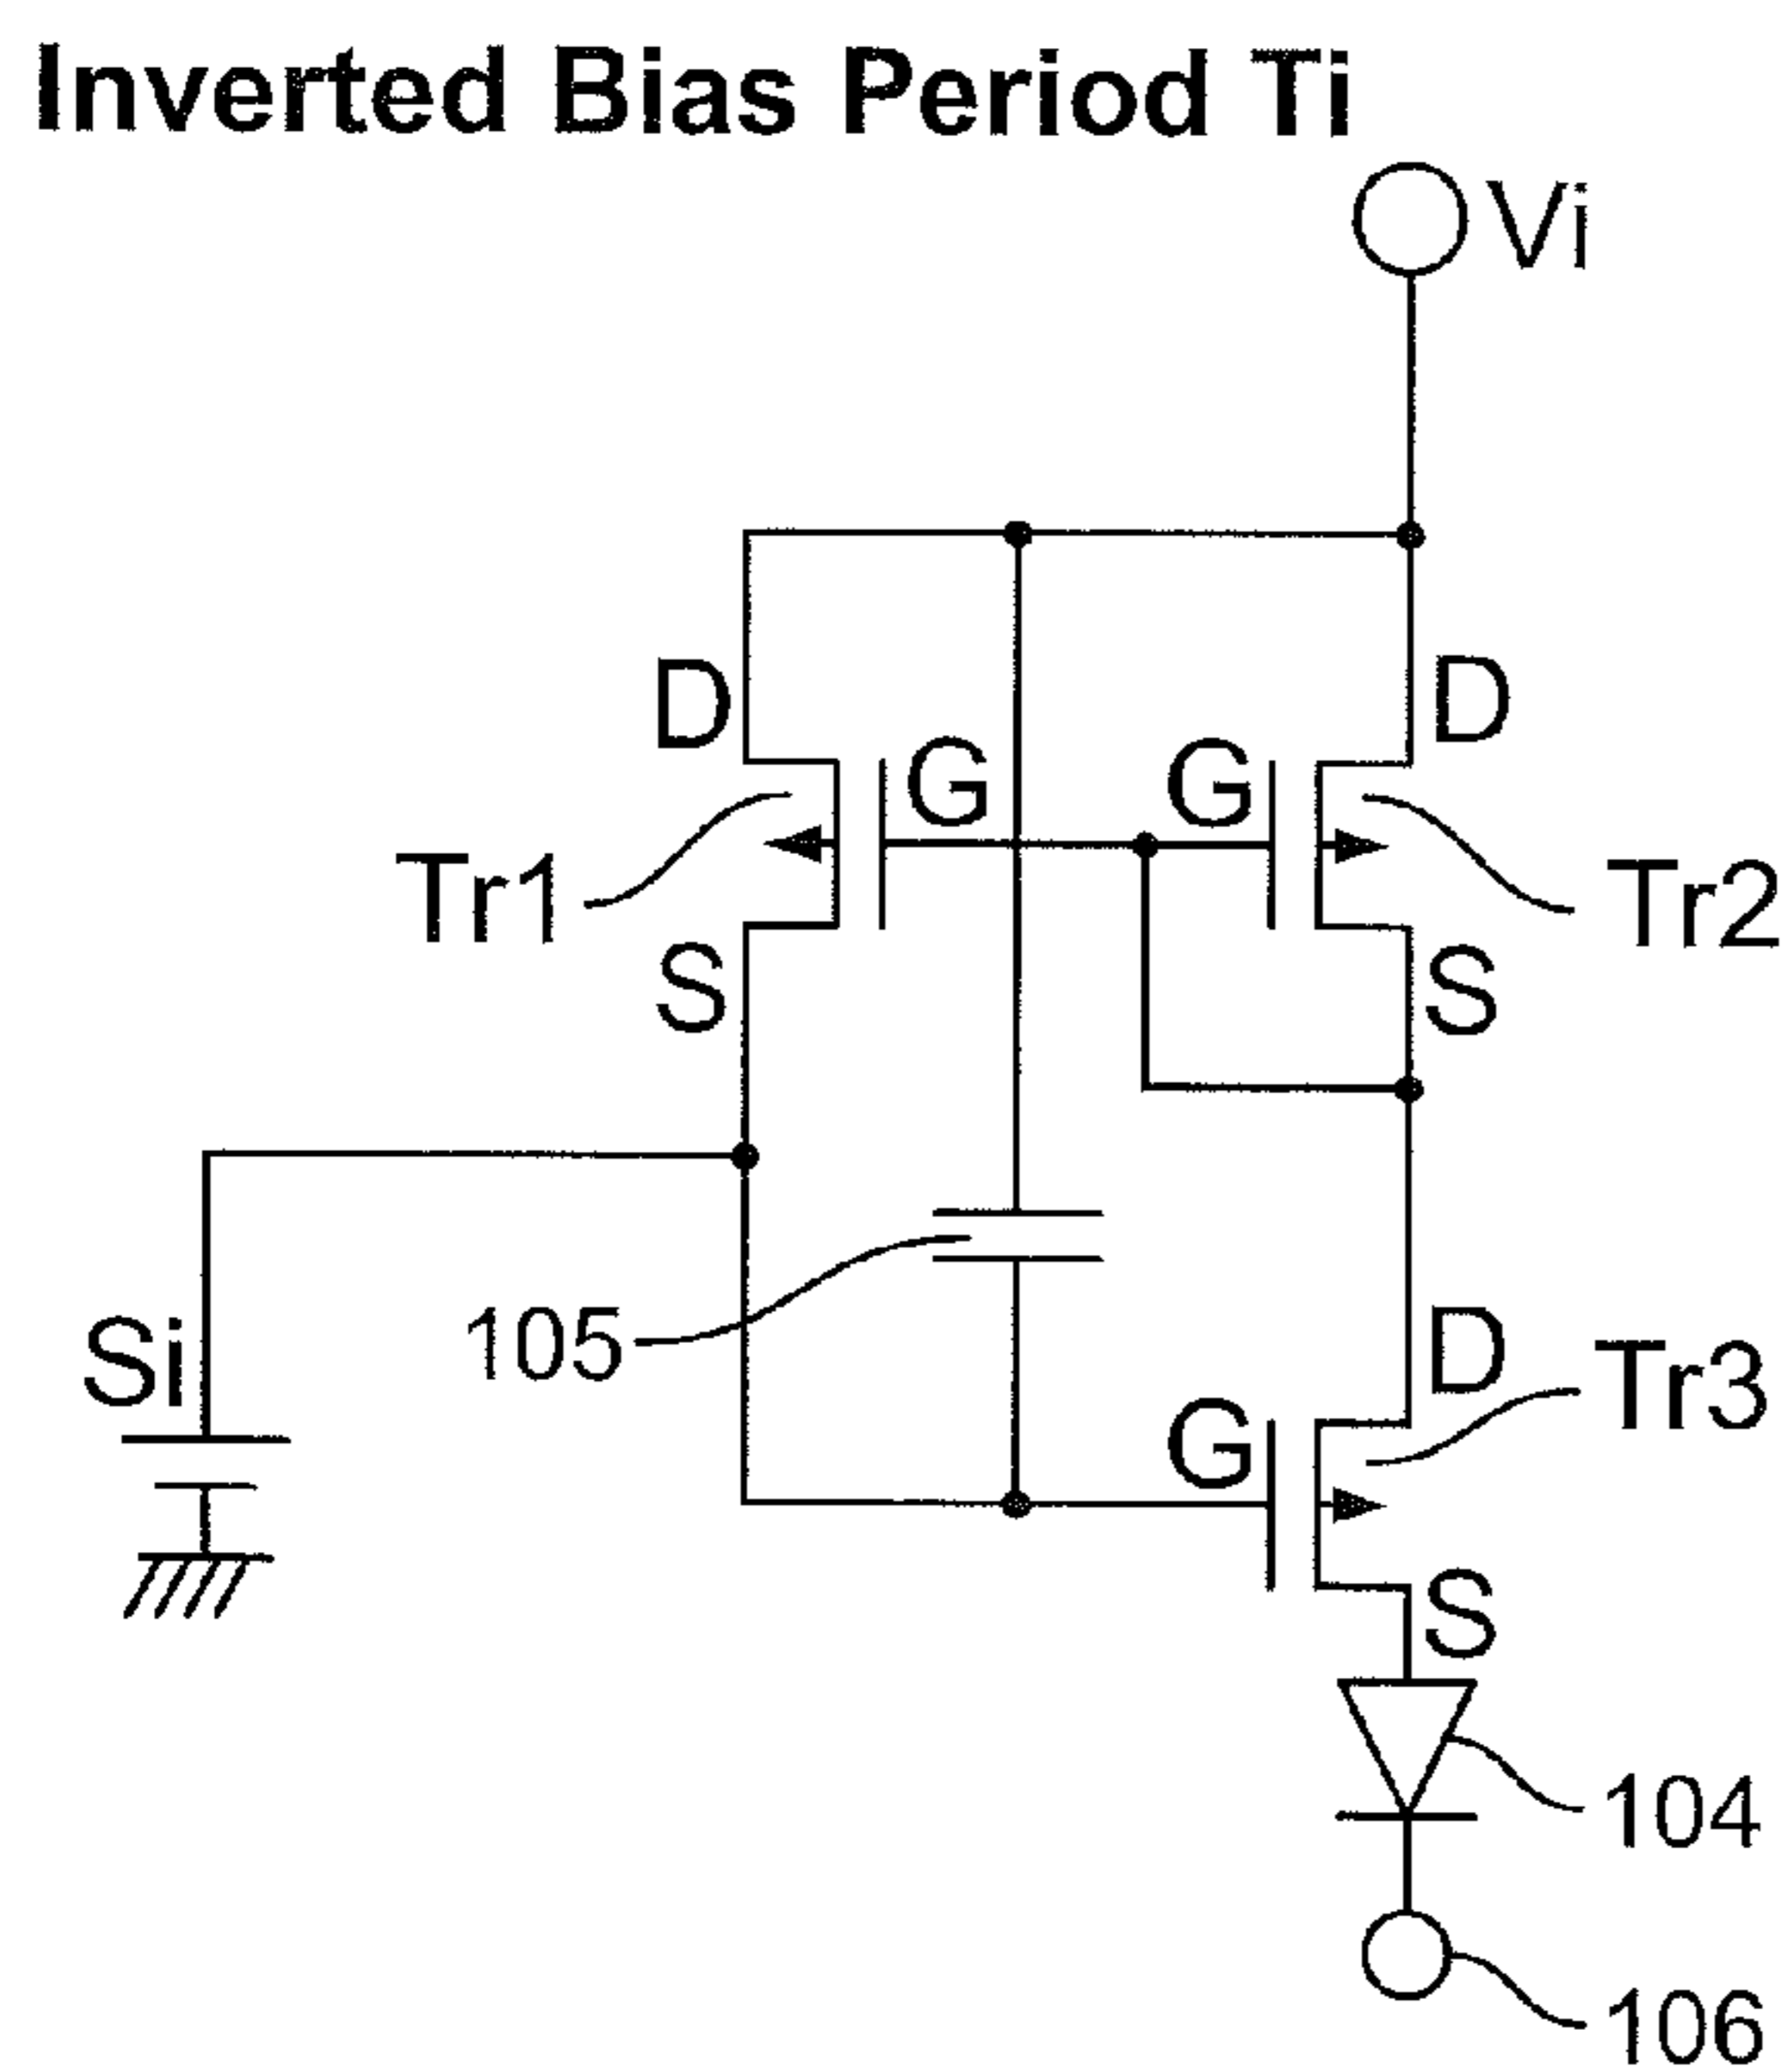 Inverted Bias Period Ti
Vi
D
D
G
G
Tr1
Tr2
S
S
105
Si
D
Tr3
G
S
104
106